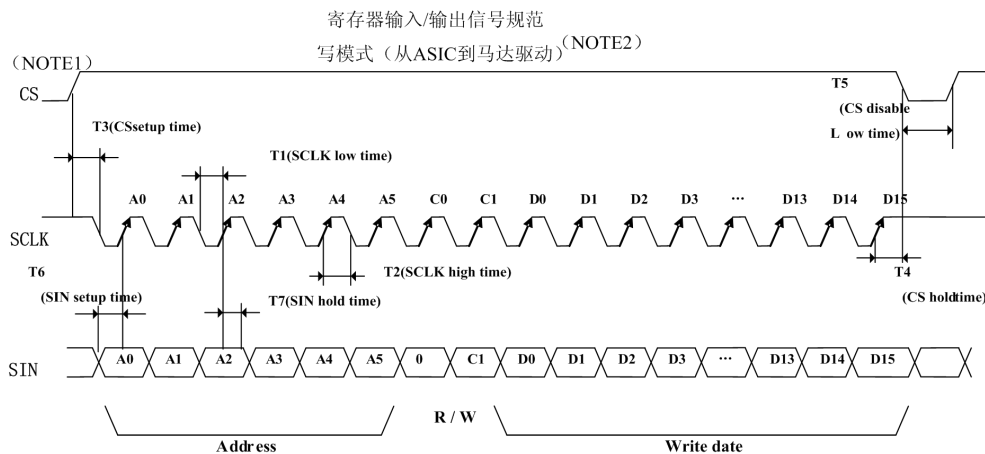 寄存器输入/输出信号规范
写模式（从ASIC到马达驱动）（NOTE2）
（NOTE1）
CS
T5
(CS disable
L ow time)
T3(CSsetup time)
T1(SCLK low time)
A0 A1 A2 A3 A4 A5 C0 C1 D0 D1 D2 D3 ··· D13 D14 D15
SCLK
T6
(SIN setup time)
T2(SCLK high time)
T7(SIN hold time)
T4
(CS holdtime)
SIN
A0 A1 A2 A3 A4 A5 0 C1 D0 D1 D2 D3 ··· D13 D14 D15
R / W
Address
Write date